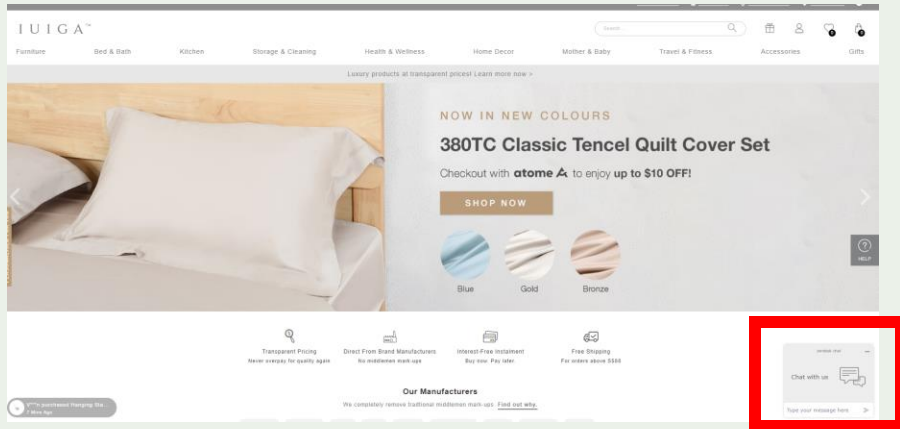 IUIGA™
Search...
Furniture Bed & Bath Kitchen Storage & Cleaning Health & Wellness Home Decor Mother & Baby Travel & Fitness Accessories Gifts
Luxury products at transparent prices! Learn more now >
NOW IN NEW COLOURS
380TC Classic Tencel Quilt Cover Set
Checkout with atome to enjoy up to $10 OFF!
SHOP NOW
Blue Gold Bronze
HELP
Transparent Pricing Direct From Brand Manufacturers Interest-Free Instalment Free Shipping
Never overpay for quality again No middlemen mark-ups Buy now. Pay later. For orders above
Our Manufacturers
We completely remove traditional middlemen mark-ups. Find out why.
purchased Hanging
7 Mins Ago
Chat with us
Type your message here